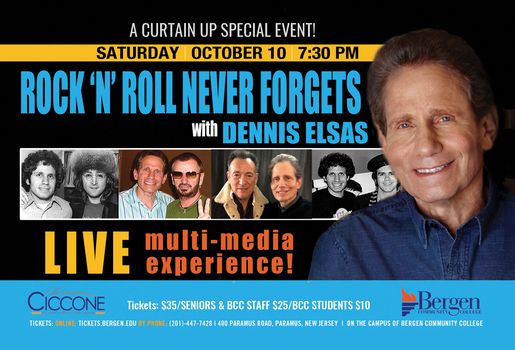 A CURTAIN UP SPECIAL EVENT!
SATURDAY | OCTOBER 10 | 7:30 PM
ROCK 'N' ROLL NEVER FORGETS
with DENNIS ELSAS
LIVE multi-media
experience!
CICCONE
Tickets: $35/SENIORS & BCC STAFF $25/BCC STUDENTS $10
Bergen
COMMUNITY COLLEGE
TICKETS: ONLINE: TICKETS.BERGEN.EDU BY PHONE: (201)-447-7428 | 400 PARAMUS ROAD, PARAMUS, NEW JERSEY | ON THE CAMPUS OF BERGEN COMMUNITY COLLEGE